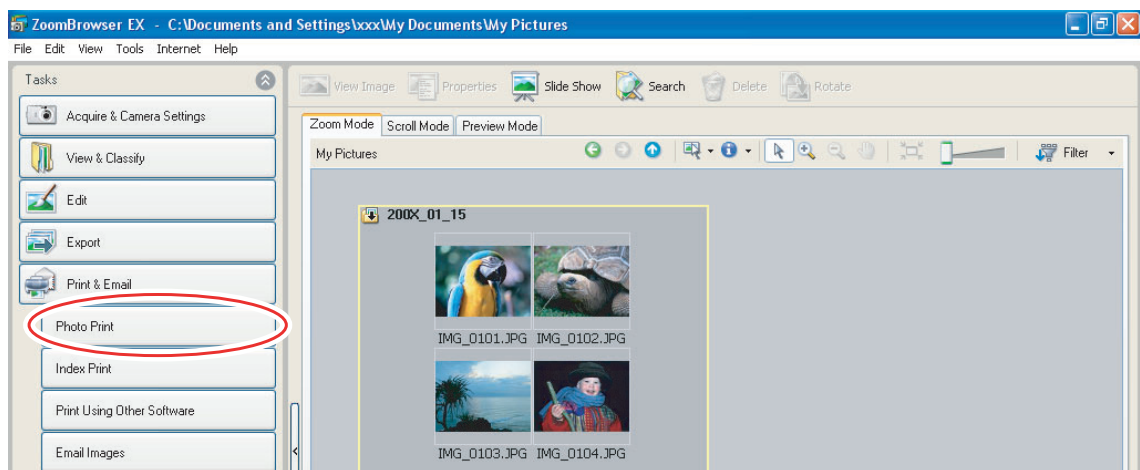 ZoomBrowser EX - C:\Documents and Settings\xxx\My Documents\My Pictures
File Edit View Tools Internet Help
Tasks
Acquire & Camera Settings
View & Classify
Edit
Export
Print & Email
Photo Print
Index Print
Print Using Other Software
Email Images
View Image Properties Slide Show Search Delete Rotate
Zoom Mode Scroll Mode Preview Mode
My Pictures Filter
200X_01_15
IMG_0101.JPG IMG_0102.JPG
IMG_0103.JPG IMG_0104.JPG